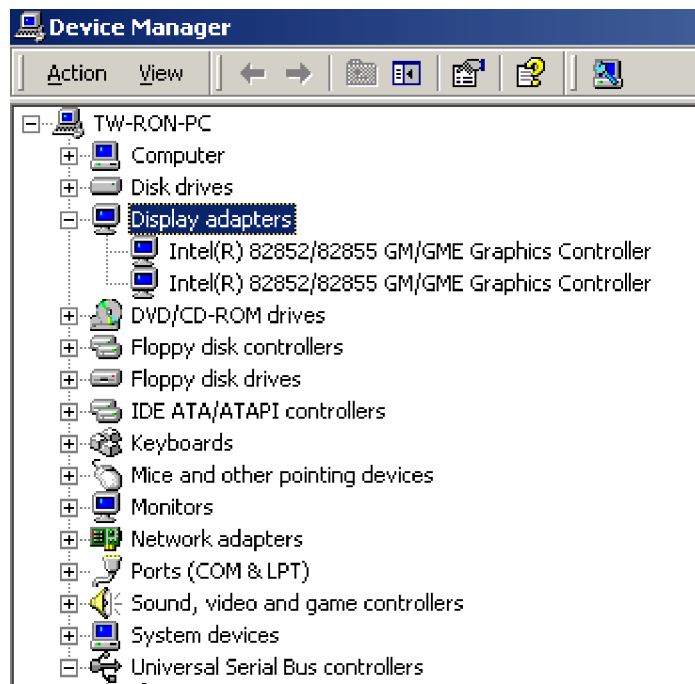 Device Manager
Action View
TW-RON-PC
Computer
Disk drives
Display adapters
Intel(R) 82852/82855 GM/GME Graphics Controller
Intel(R) 82852/82855 GM/GME Graphics Controller
DVD/CD-ROM drives
Floppy disk controllers
Floppy disk drives
IDE ATA/ATAPI controllers
Keyboards
Mice and other pointing devices
Monitors
Network adapters
Ports (COM & LPT)
Sound, video and game controllers
System devices
Universal Serial Bus controllers